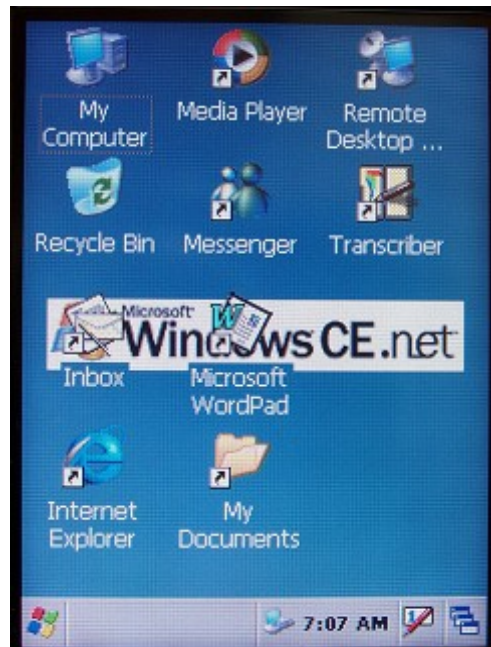 My Computer
Media Player
Remote Desktop ...
Recycle Bin
Messenger
Transcriber
Microsoft
Windows CE.net
Inbox
Microsoft WordPad
Internet Explorer
My Documents
7:07 AM